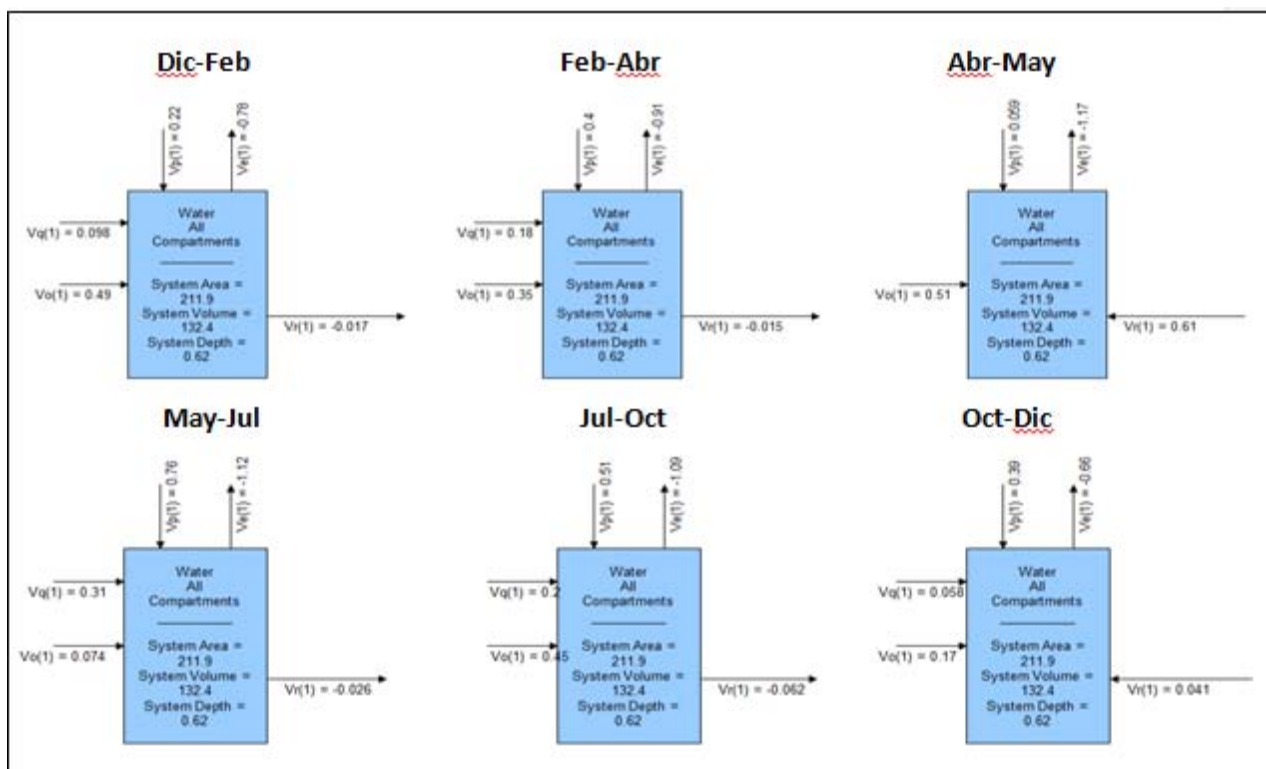 Dic-Feb
Vp(1) = 0.22
Ve(1) = -0.78
Vq(1) = 0.098
Vo(1) = 0.49
Water
All
Compartments
System Area =
211.9
System Volume =
132.4
System Depth =
0.62
Vr(1) = -0.017
Feb-Abr
Vp(1) = 0.4
Ve(1) = -0.91
Vq(1) = 0.18
Vo(1) = 0.35
Water
All
Compartments
System Area =
211.9
System Volume =
132.4
System Depth =
0.62
Vr(1) = -0.015
Abr-May
Vp(1) = 0.059
Ve(1) = -1.17
Vo(1) = 0.51
Water
All
Compartments
System Area =
211.9
System Volume =
132.4
System Depth =
0.62
Vr(1) = 0.61
May-Jul
Vp(1) = 0.76
Ve(1) = -1.12
Vq(1) = 0.31
Vo(1) = 0.074
Water
All
Compartments
System Area =
211.9
System Volume =
132.4
System Depth =
0.62
Vr(1) = -0.026
Jul-Oct
Vp(1) = 0.51
Ve(1) = -1.09
Vq(1) = 0.2
Vo(1) = 0.45
Water
All
Compartments
System Area =
211.9
System Volume =
132.4
System Depth =
0.62
Vr(1) = -0.062
Oct-Dic
Vp(1) = 0.39
Ve(1) = -0.66
Vq(1) = 0.058
Vo(1) = 0.17
Water
All
Compartments
System Area =
211.9
System Volume =
132.4
System Depth =
0.62
Vr(1) = 0.041